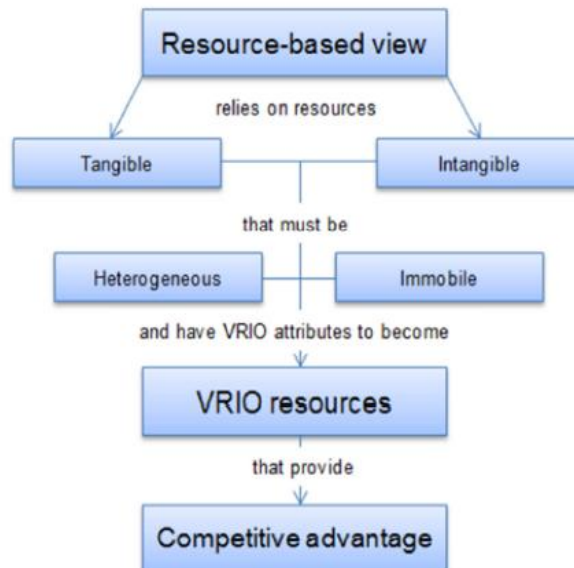 Resource-based view
relies on resources
Tangible
Intangible
that must be
Heterogeneous
Immobile
and have VRIO attributes to become
VRIO resources
that provide
Competitive advantage